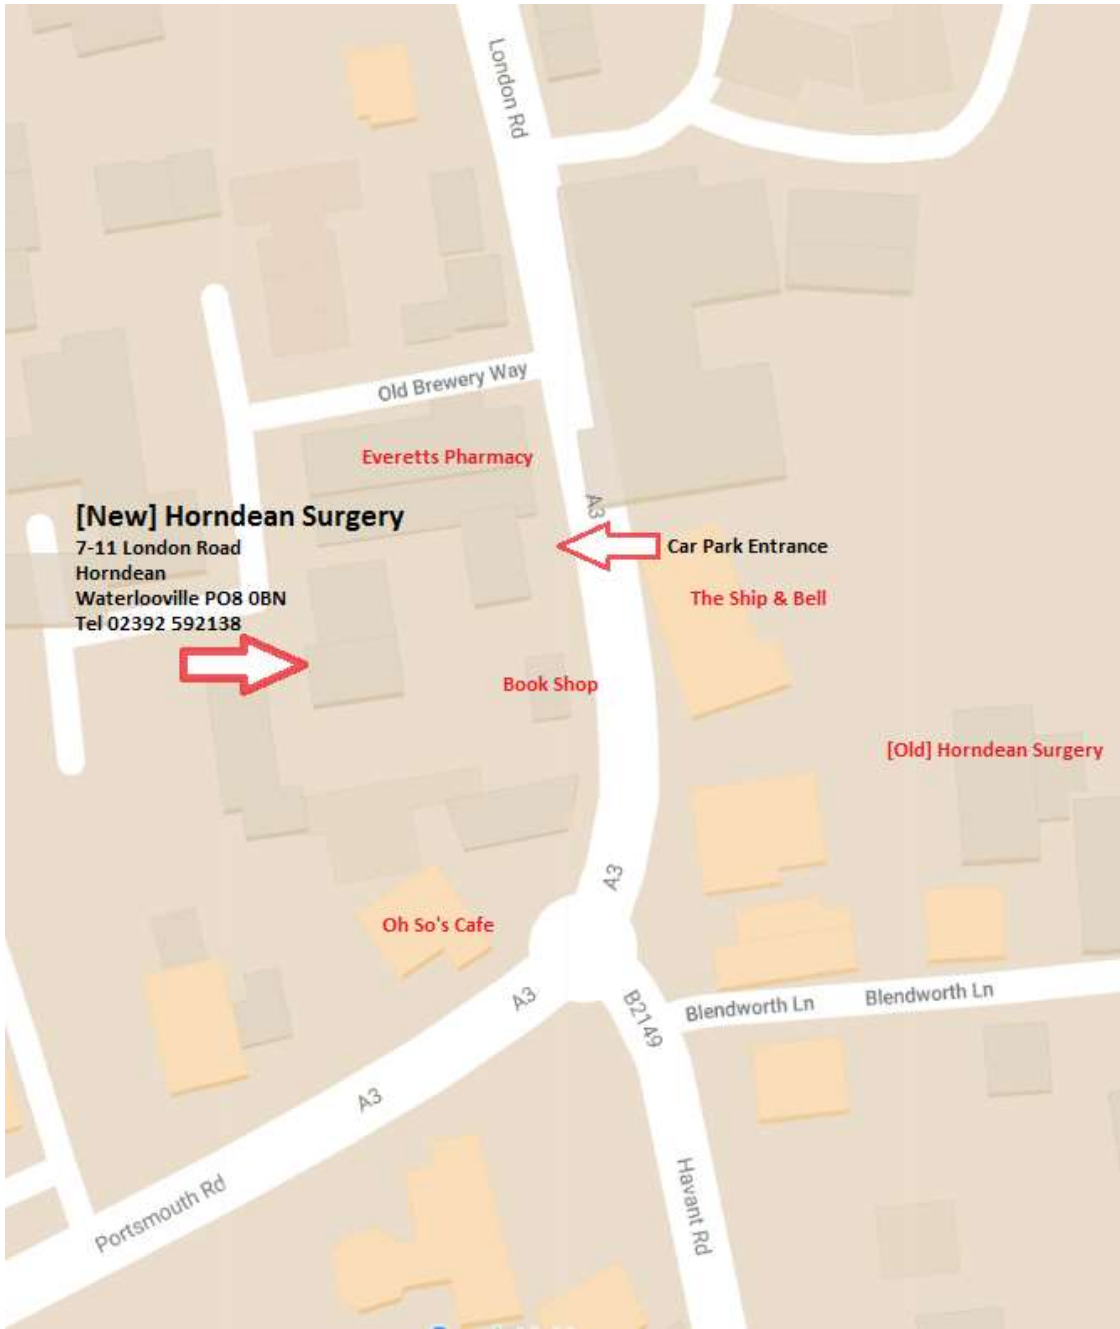 London Rd
Old Brewery Way
Everetts Pharmacy
A3
[New] Horndean Surgery
7-11 London Road
Horndean
Waterlooville PO8 0BN
Tel 02392 592138
Car Park Entrance
The Ship & Bell
Book Shop
[Old] Horndean Surgery
A3
Oh So's Cafe
A3
B2149
Blendworth Ln
Blendworth Ln
A3
Portsmouth Rd
Havant Rd